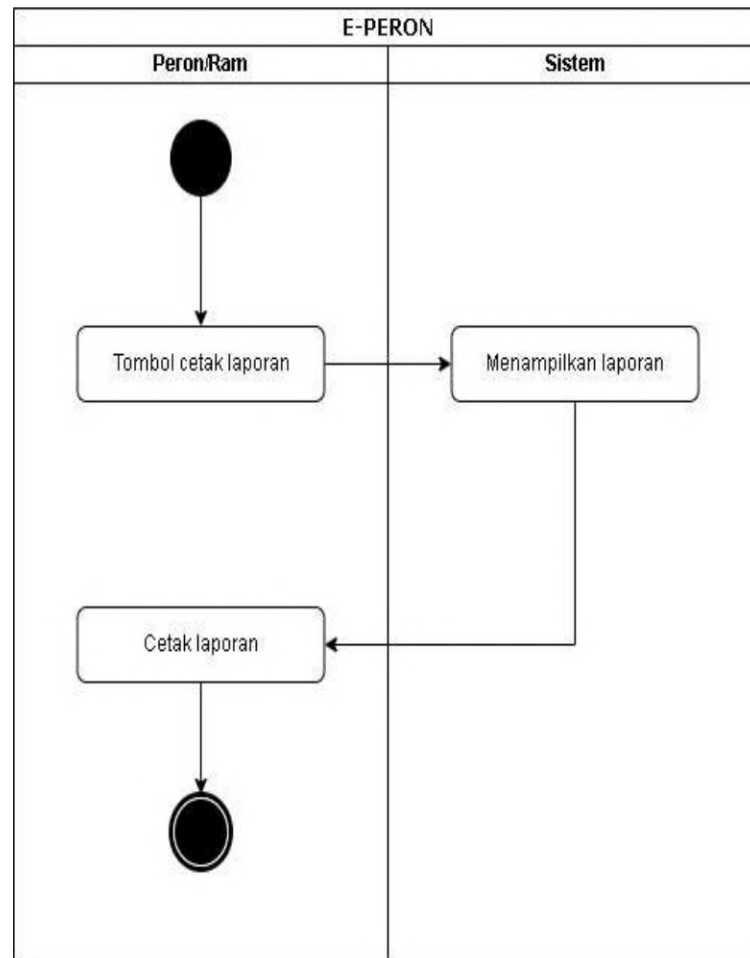 E-PERON
Peron/Ram
Sistem
Tombol cetak laporan
Menampilkan laporan
Cetak laporan